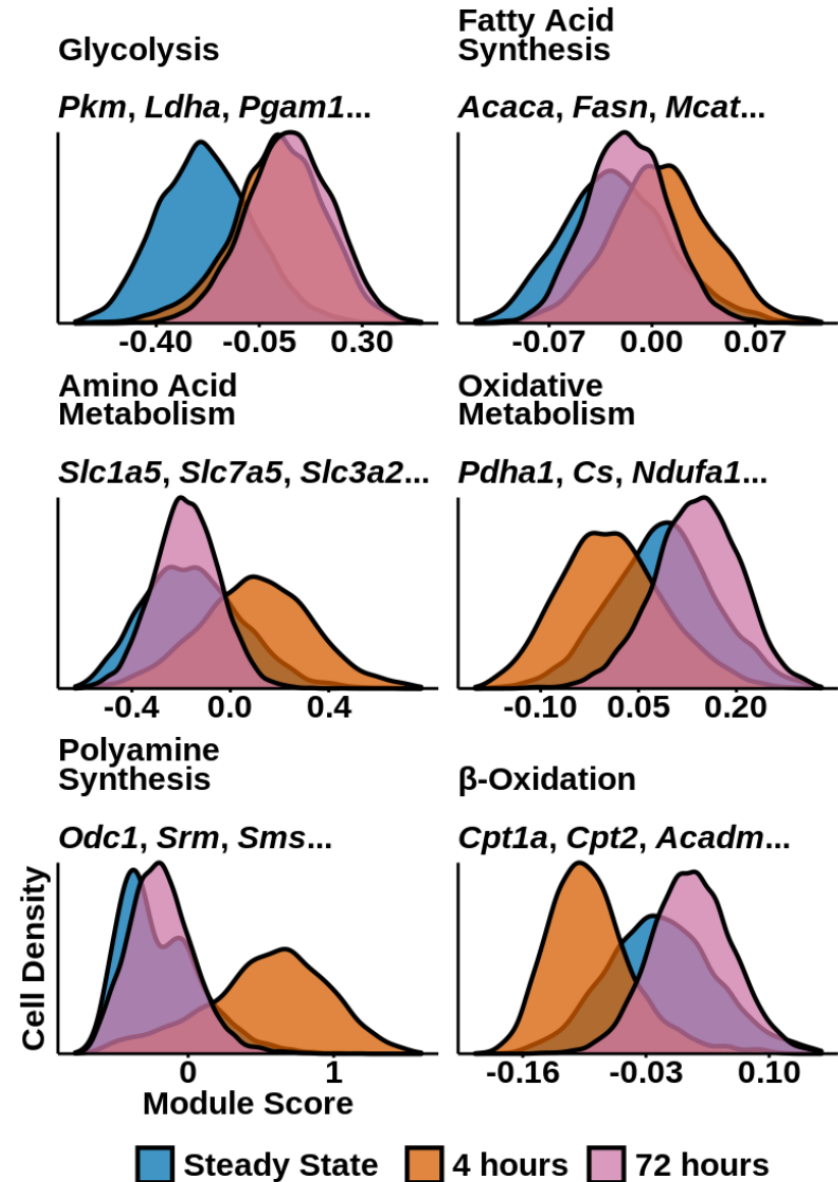 Glycolysis
Pkm, Ldha, Pgam1...
-0.40 -0.05 0.30
Fatty Acid
Synthesis
Acaca, Fasn, Mcat...
-0.07 0.00 0.07
Amino Acid
Metabolism
Slc1a5, Slc7a5, Slc3a2...
-0.4 0.0 0.4
Oxidative
Metabolism
Pdha1, Cs, Ndufa1...
-0.10 0.05 0.20
Polyamine
Synthesis
Odc1, Srm, Sms...
Cell Density
0 1
Module Score
β-Oxidation
Cpt1a, Cpt2, Acadm...
-0.16 -0.03 0.10
Steady State 4 hours 72 hours